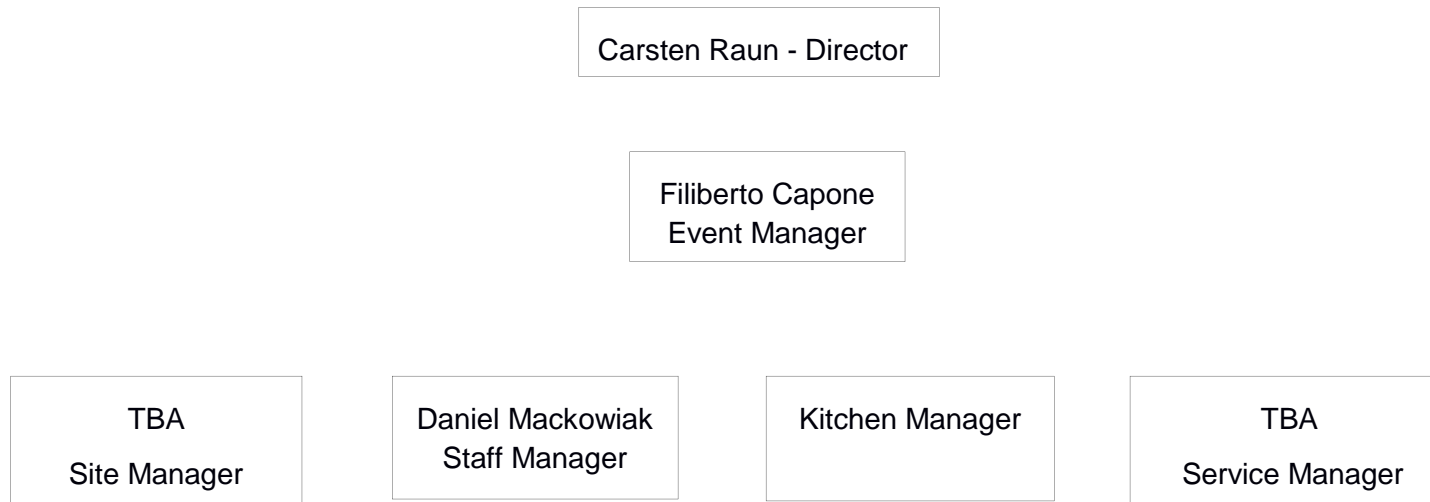 Carsten Raun - Director
Filiberto Capone
Event Manager
TBA
Site Manager
Daniel Mackowiak
Staff Manager
Kitchen Manager
TBA
Service Manager